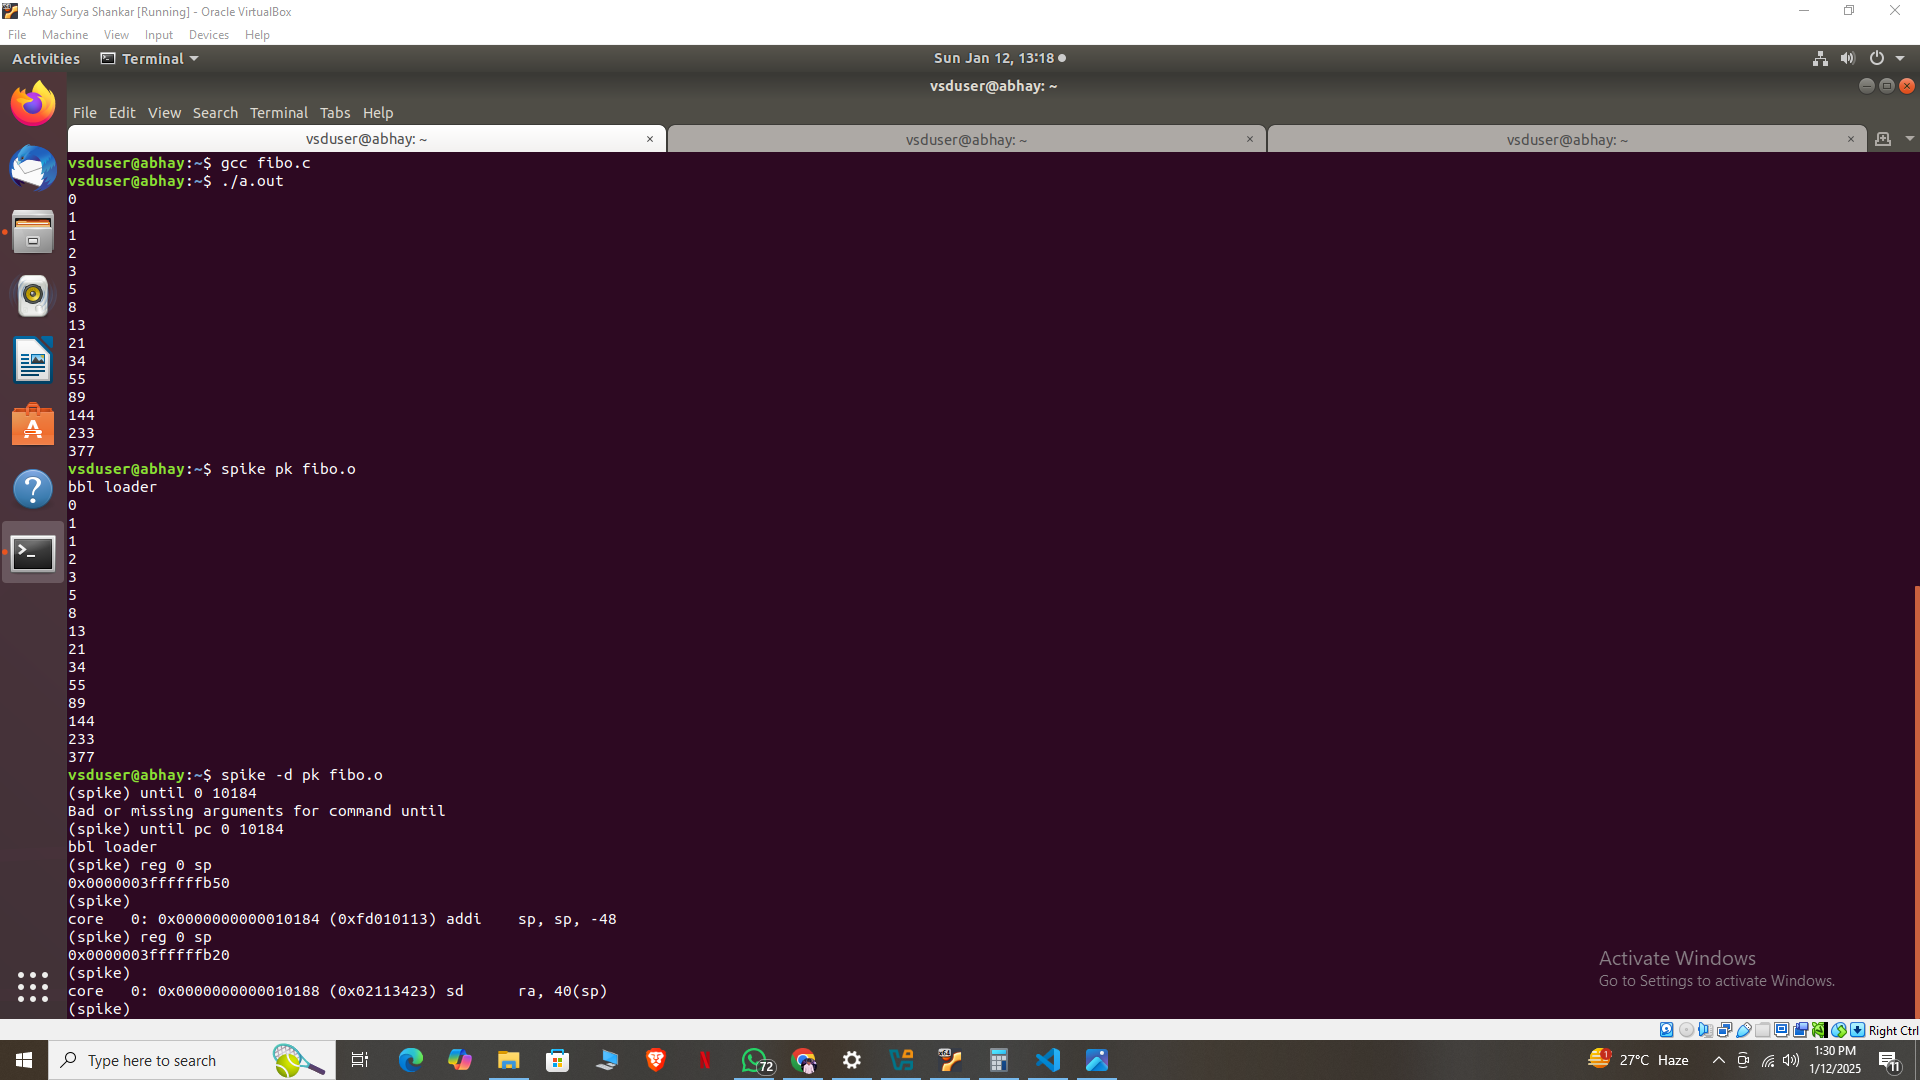 Abhay Surya Shankar [Running] - Oracle VirtualBox
File Machine View Input Devices Help
Activities Terminal Sun Jan 12, 13:18
vsduser@abhay: ~
File Edit View Search Terminal Tabs Help
vsduser@abhay: ~ × vsduser@abhay: ~ × vsduser@abhay: ~ ×
vsduser@abhay:~$ gcc fibo.c
vsduser@abhay:~$ ./a.out
0
1
1
2
3
5
8
13
21
34
55
89
144
233
377
vsduser@abhay:~$ spike pk fibo.o
bbl loader
0
1
1
2
3
5
8
13
21
34
55
89
144
233
377
vsduser@abhay:~$ spike -d pk fibo.o
(spike) until 0 10184
Bad or missing arguments for command until
(spike) until pc 0 10184
bbl loader
(spike) reg 0 sp
0x0000003ffffffb50
(spike)
core   0: 0x0000000000010184 (0xfd010113) addi    sp, sp, -48
(spike) reg 0 sp
0x0000003ffffffb20
(spike)
core   0: 0x0000000000010188 (0x02113423) sd      ra, 40(sp)
(spike)
Activate Windows
Go to Settings to activate Windows.
Right Ctrl
Type here to search
72
1
27°C Haze
1:30 PM
1/12/2025
11